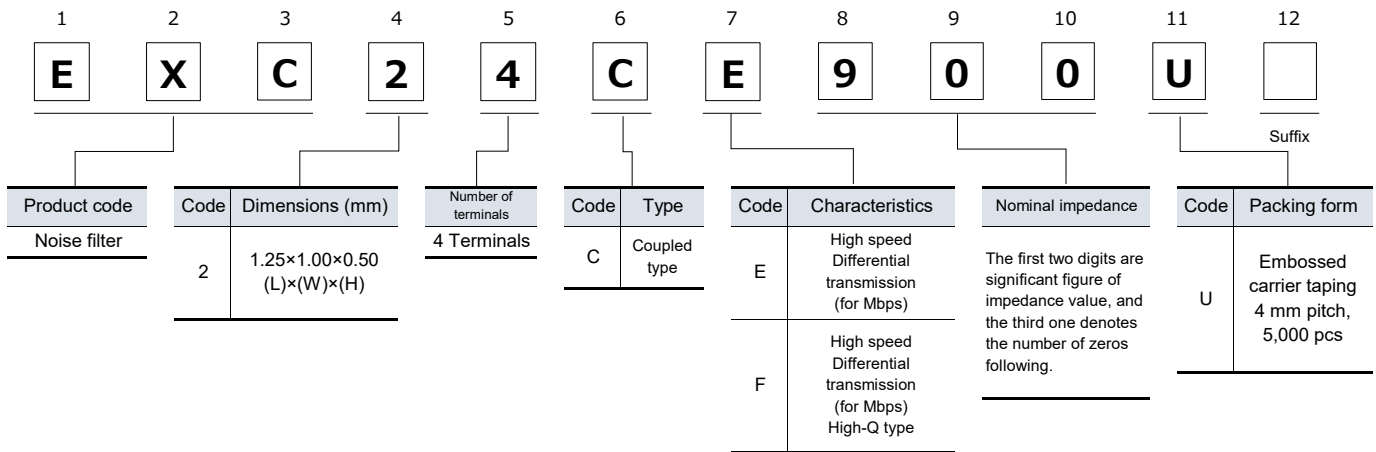 1 2 3 4 5 6 7 8 9 10 11 12
E X C 2 4 C E 9 0 0 U
Suffix
Product code
Noise filter
Code Dimensions (mm)
2 1.25×1.00×0.50
(L)×(W)×(H)
Number of
terminals
4 Terminals
Code Type
C Coupled
type
Code Characteristics
E High speed
Differential
transmission
(for Mbps)
F High speed
Differential
transmission
(for Mbps)
High-Q type
Nominal impedance
The first two digits are
significant figure of
impedance value, and
the third one denotes
the number of zeros
following.
Code Packing form
U Embossed
carrier taping
4 mm pitch,
5,000 pcs